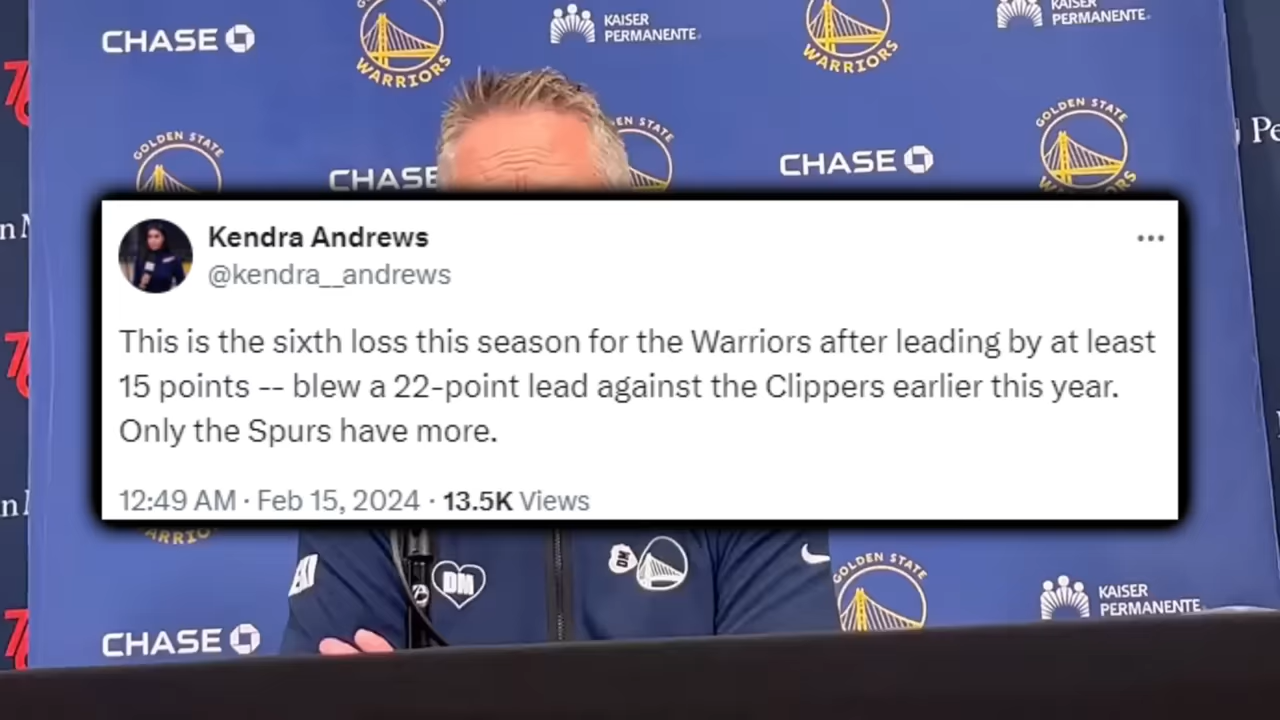 CHASE
WARRIORS
KAISER
PERMANENTE
WARRIORS
KAISER
PERMANENTE
GOLDEN STATE
CHASE
EN STATE
CHASE
GOLDEN STATE
Pe
Kendra Andrews
@kendra__andrews
This is the sixth loss this season for the Warriors after leading by at least
15 points -- blew a 22-point lead against the Clippers earlier this year.
Only the Spurs have more.
12:49 AM · Feb 15, 2024 · 13.5K Views
DM
DM
GOLDEN STATE
KAISER
PERMANENTE
CHASE